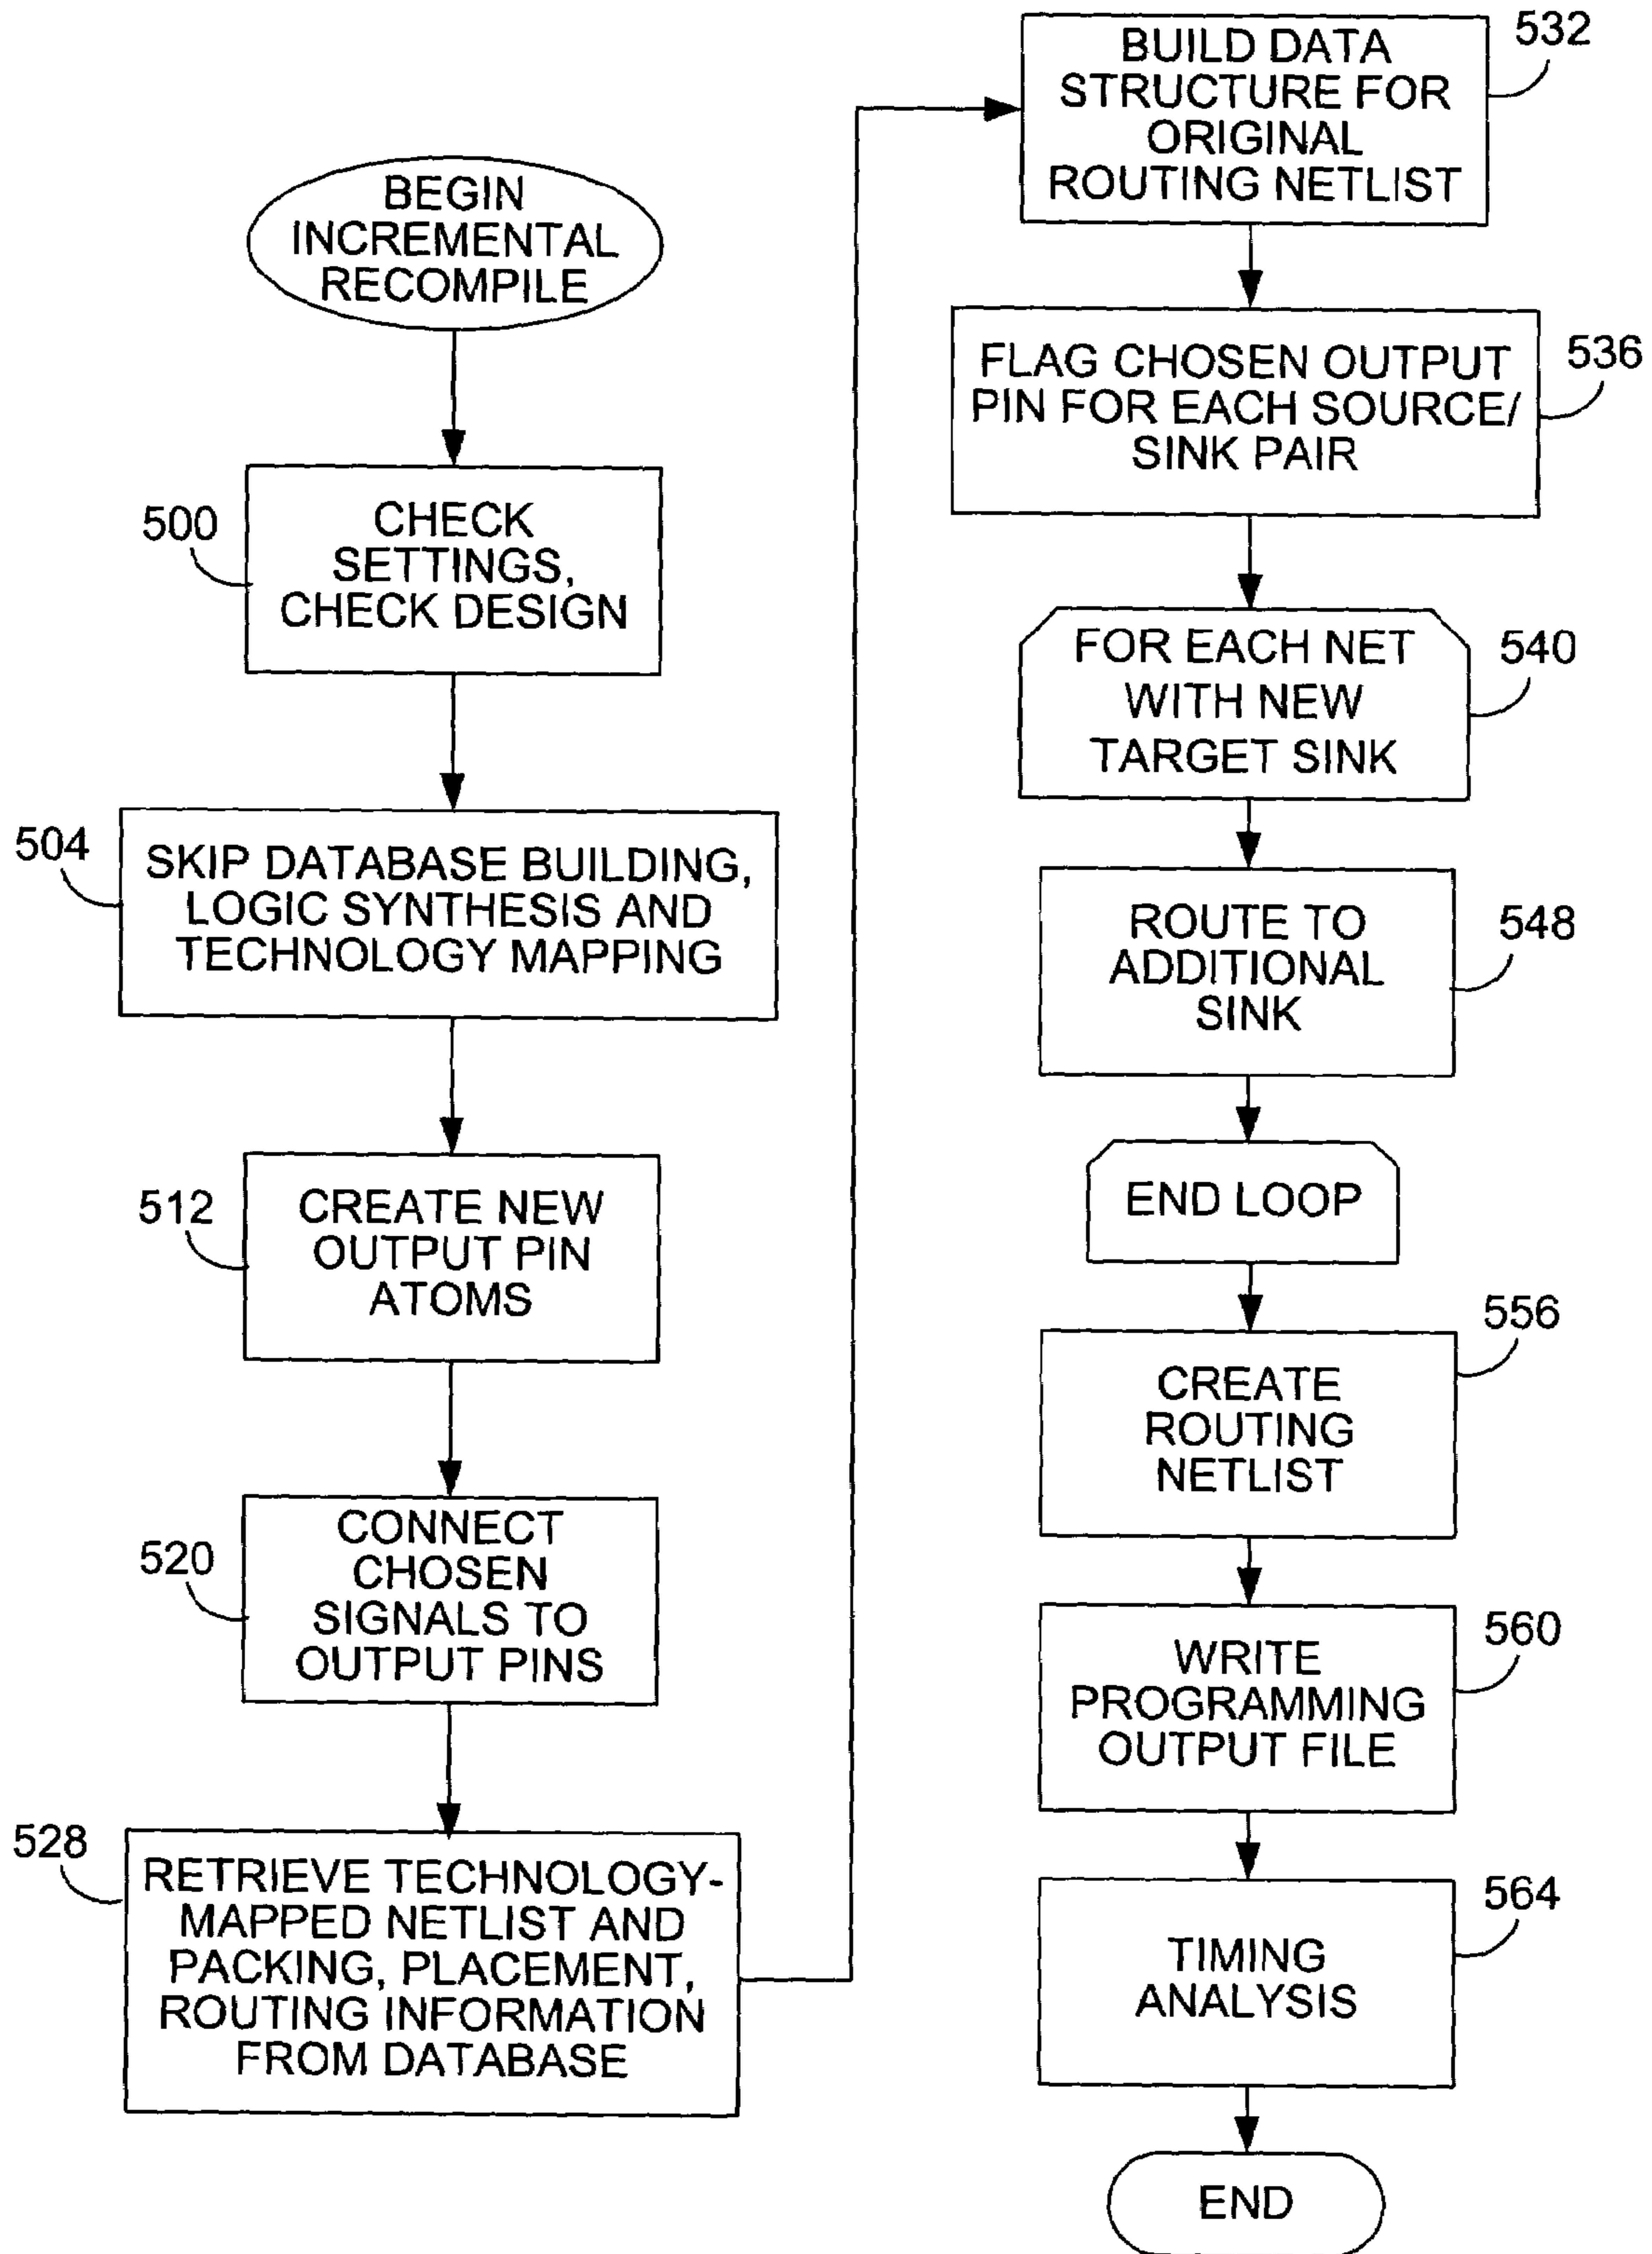 BEGIN
INCREMENTAL
RECOMPILE
500
CHECK
SETTINGS,
CHECK DESIGN
504
SKIP DATABASE BUILDING,
LOGIC SYNTHESIS AND
TECHNOLOGY MAPPING
512
CREATE NEW
OUTPUT PIN
ATOMS
520
CONNECT
CHOSEN
SIGNALS TO
OUTPUT PINS
528
RETRIEVE TECHNOLOGY-
MAPPED NETLIST AND
PACKING, PLACEMENT,
ROUTING INFORMATION
FROM DATABASE
532
BUILD DATA
STRUCTURE FOR
ORIGINAL
ROUTING NETLIST
536
FLAG CHOSEN OUTPUT
PIN FOR EACH SOURCE/
SINK PAIR
540
FOR EACH NET
WITH NEW
TARGET SINK
548
ROUTE TO
ADDITIONAL
SINK
END LOOP
556
CREATE
ROUTING
NETLIST
560
WRITE
PROGRAMMING
OUTPUT FILE
564
TIMING
ANALYSIS
END